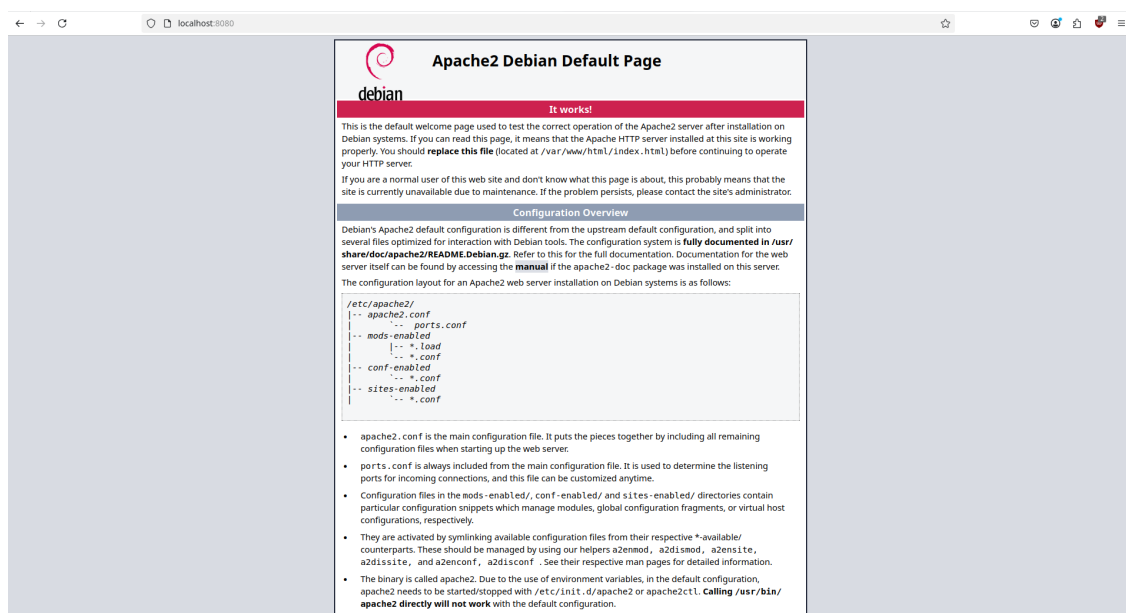 localhost:8080
debian
Apache2 Debian Default Page
It works!
This is the default welcome page used to test the correct operation of the Apache2 server after installation on
Debian systems. If you can read this page, it means that the Apache HTTP server installed at this site is working
properly. You should replace this file (located at /var/www/html/index.html) before continuing to operate
your HTTP server.
If you are a normal user of this web site and don't know what this page is about, this probably means that the
site is currently unavailable due to maintenance. If the problem persists, please contact the site's administrator.
Configuration Overview
Debian's Apache2 default configuration is different from the upstream default configuration, and split into
several files optimized for interaction with Debian tools. The configuration system is fully documented in /usr/
share/doc/apache2/README.Debian.gz. Refer to this for the full documentation. Documentation for the web
server itself can be found by accessing the manual if the apache2-doc package was installed on this server.
The configuration layout for an Apache2 web server installation on Debian systems is as follows:
/etc/apache2/
|-- apache2.conf
|       `--  ports.conf
|-- mods-enabled
|       |-- *.load
|       `-- *.conf
|-- conf-enabled
|       `-- *.conf
|-- sites-enabled
|       `-- *.conf
• apache2.conf is the main configuration file. It puts the pieces together by including all remaining
configuration files when starting up the web server.
• ports.conf is always included from the main configuration file. It is used to determine the listening
ports for incoming connections, and this file can be customized anytime.
• Configuration files in the mods-enabled/, conf-enabled/ and sites-enabled/ directories contain
particular configuration snippets which manage modules, global configuration fragments, or virtual host
configurations, respectively.
• They are activated by symlinking available configuration files from their respective *-available/
counterparts. These should be managed by using our helpers a2enmod, a2dismod, a2ensite,
a2dissite, and a2enconf, a2disconf . See their respective man pages for detailed information.
• The binary is called apache2. Due to the use of environment variables, in the default configuration,
apache2 needs to be started/stopped with /etc/init.d/apache2 or apache2ctl. Calling /usr/bin/
apache2 directly will not work with the default configuration.